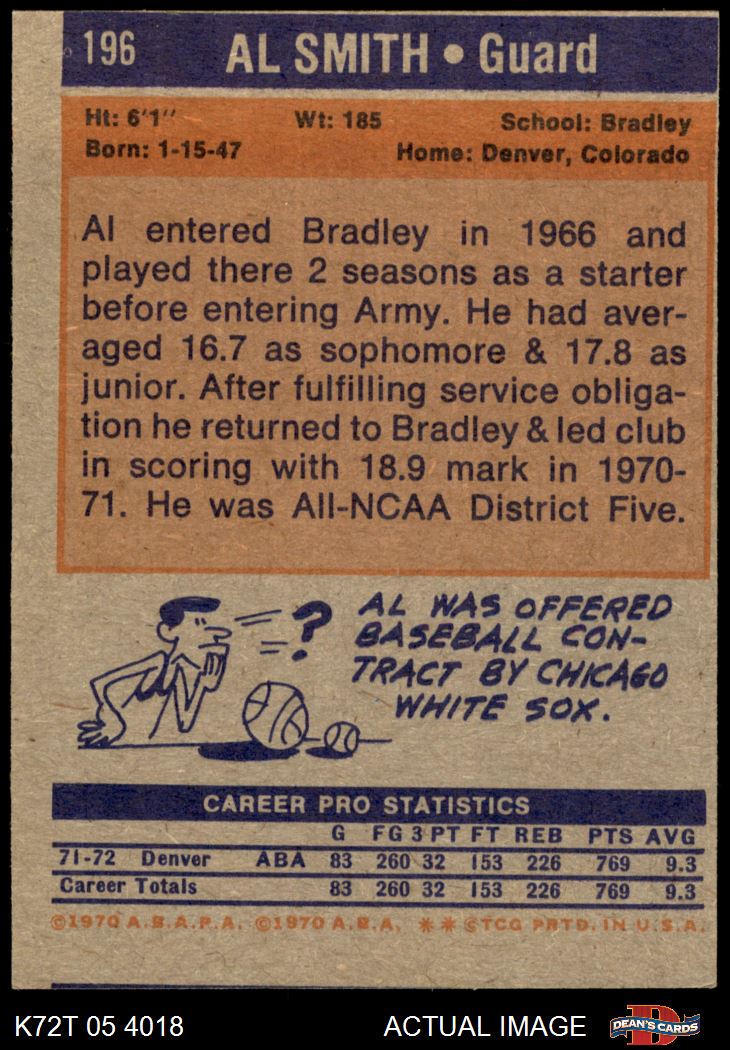 196 AL SMITH • Guard
Ht: 6'1" Wt: 185 School: Bradley
Born: 1-15-47 Home: Denver, Colorado
Al entered Bradley in 1966 and
played there 2 seasons as a starter
before entering Army. He had aver-
aged 16.7 as sophomore & 17.8 as
junior. After fulfilling service obliga-
tion he returned to Bradley & led club
in scoring with 18.9 mark in 1970-
71. He was All-NCAA District Five.
?
AL WAS OFFERED
BASEBALL CON-
TRACT BY CHICAGO
WHITE SOX.
CAREER PRO STATISTICS
G FG 3 PT FT REB PTS AVG
71-72 Denver ABA 83 260 32 153 226 769 9.3
Career Totals 83 260 32 153 226 769 9.3
©1970 A.B.A.P.A. ©1970 A.B.A. ** ©TCG PRTD. IN U.S.A.
K72T 05 4018 ACTUAL IMAGE D DEAN'S CARDS